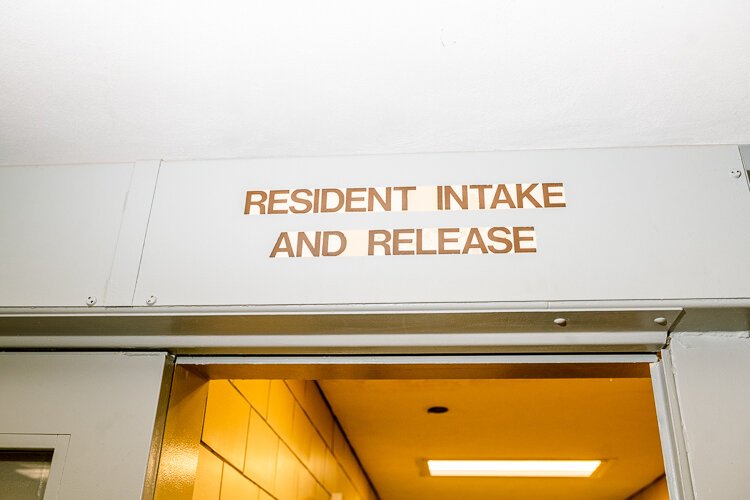 RESIDENT INTAKE
AND RELEASE